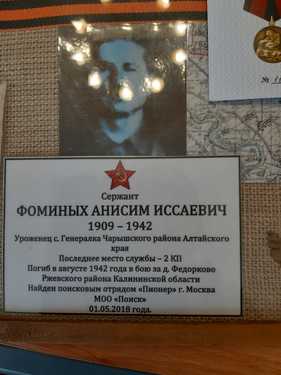 Сержант
ФОМИНЫХ АНИСИМ ИССАЕВИЧ
1909 – 1942
Уроженец с. Генералка Чарышского района Алтайского
края
Последнее место службы – 2 КП
Погиб в августе 1942 года в бою за д. Федорково
Ржевского района Калининской области
Найден поисковым отрядом «Пионер» г. Москва
МОО «Поиск»
01.05.2018 года.
№